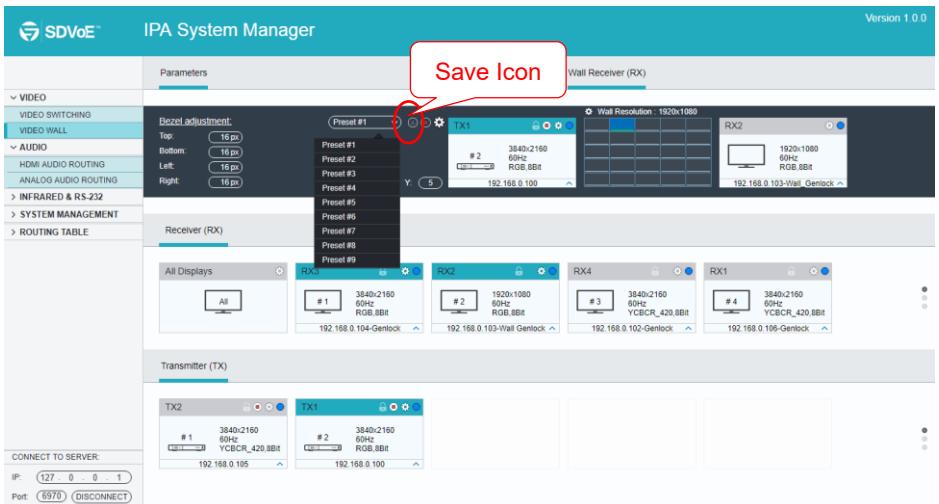 SDVoE™
IPA System Manager
Version 1.0.0
Save Icon
Parameters
Wall Receiver (RX)
VIDEO
VIDEO SWITCHING
VIDEO WALL
AUDIO
HDMI AUDIO ROUTING
ANALOG AUDIO ROUTING
INFRARED & RS-232
SYSTEM MANAGEMENT
ROUTING TABLE
Bezel adjustment:
Top: 16 px
Bottom: 16 px
Left: 16 px
Right: 16 px
Preset #1
Preset #1
Preset #2
Preset #3
Preset #4
Preset #5
Preset #6
Preset #7
Preset #8
Preset #9
Y: 5
TX1
# 2
3840x2160
60Hz
RGB,8Bit
192.168.0.100
Wall Resolution : 1920x1080
RX2
1920x1080
60Hz
RGB,8Bit
192.168.0.103-Wall_Genlock
Receiver (RX)
All Displays
All
RX3
# 1
3840x2160
60Hz
RGB,8Bit
192.168.0.104-Genlock
RX2
# 2
1920x1080
60Hz
RGB,8Bit
192.168.0.103-Wall Genlock
RX4
# 3
3840x2160
60Hz
YCBCR_420,8Bit
192.168.0.102-Genlock
RX1
# 4
3840x2160
60Hz
YCBCR_420,8Bit
192.168.0.106-Genlock
Transmitter (TX)
TX2
# 1
3840x2160
60Hz
YCBCR_420,8Bit
192.168.0.105
TX1
# 2
3840x2160
60Hz
RGB,8Bit
192.168.0.100
CONNECT TO SERVER:
IP: 127 . 0 . 0 . 1
Port: 6970 DISCONNECT